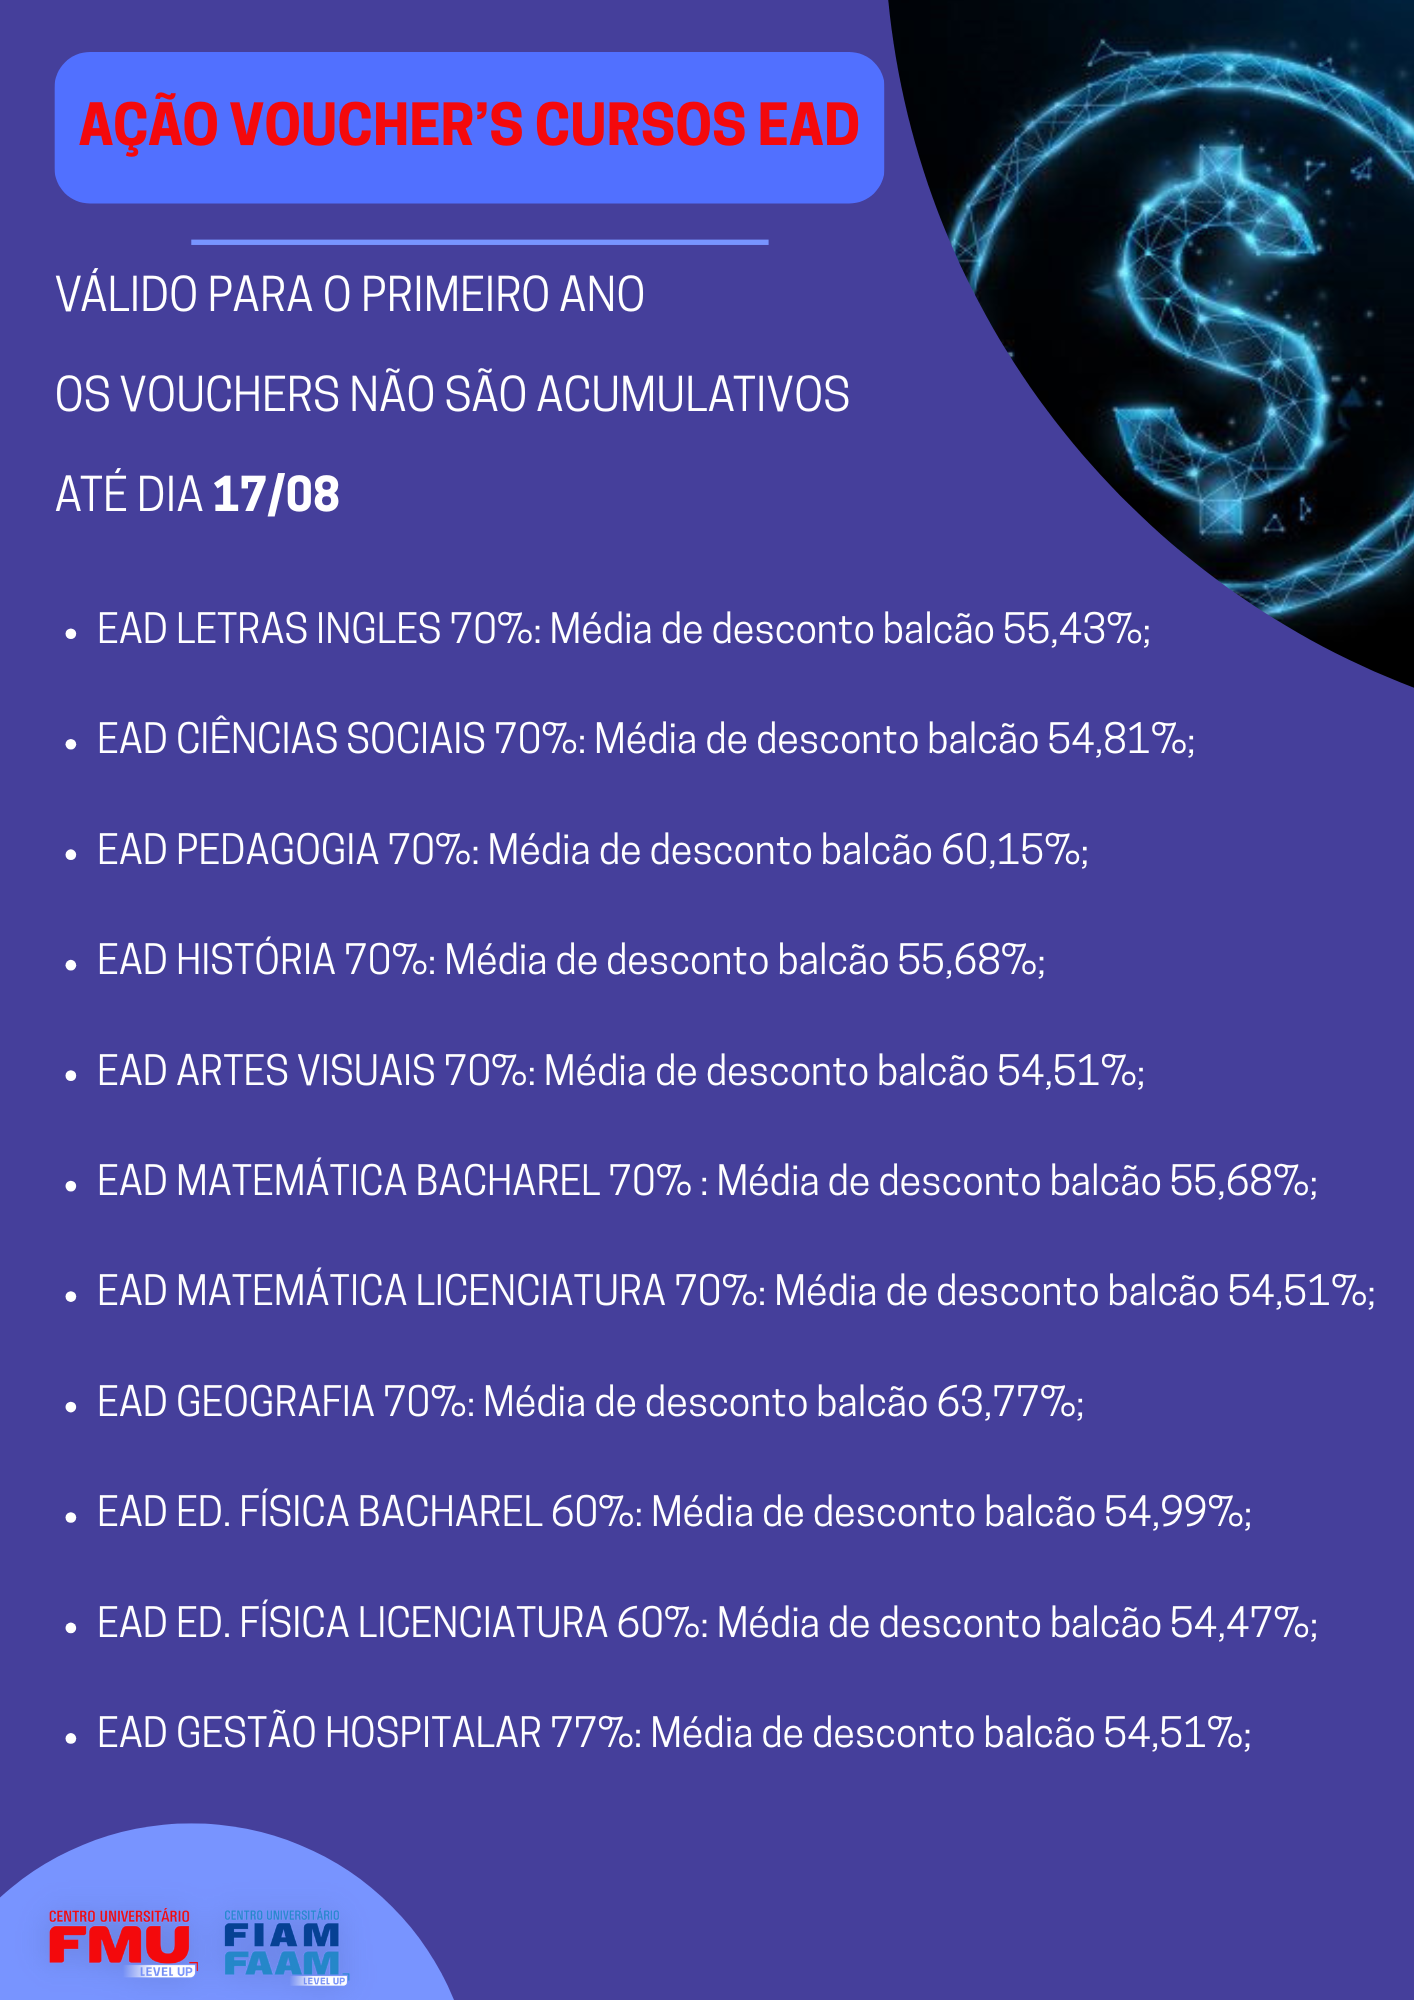 AÇÃO VOUCHER’S CURSOS EAD
VÁLIDO PARA O PRIMEIRO ANO
OS VOUCHERS NÃO SÃO ACUMULATIVOS
ATÉ DIA 17/08
• EAD LETRAS INGLES 70%: Média de desconto balcão 55,43%;
• EAD CIÊNCIAS SOCIAIS 70%: Média de desconto balcão 54,81%;
• EAD PEDAGOGIA 70%: Média de desconto balcão 60,15%;
• EAD HISTÓRIA 70%: Média de desconto balcão 55,68%;
• EAD ARTES VISUAIS 70%: Média de desconto balcão 54,51%;
• EAD MATEMÁTICA BACHAREL 70% : Média de desconto balcão 55,68%;
• EAD MATEMÁTICA LICENCIATURA 70%: Média de desconto balcão 54,51%;
• EAD GEOGRAFIA 70%: Média de desconto balcão 63,77%;
• EAD ED. FÍSICA BACHAREL 60%: Média de desconto balcão 54,99%;
• EAD ED. FÍSICA LICENCIATURA 60%: Média de desconto balcão 54,47%;
• EAD GESTÃO HOSPITALAR 77%: Média de desconto balcão 54,51%;
CENTRO UNIVERSITÁRIO
FMU
LEVEL UP
CENTRO UNIVERSITÁRIO
FIAM
FAAM
LEVEL UP